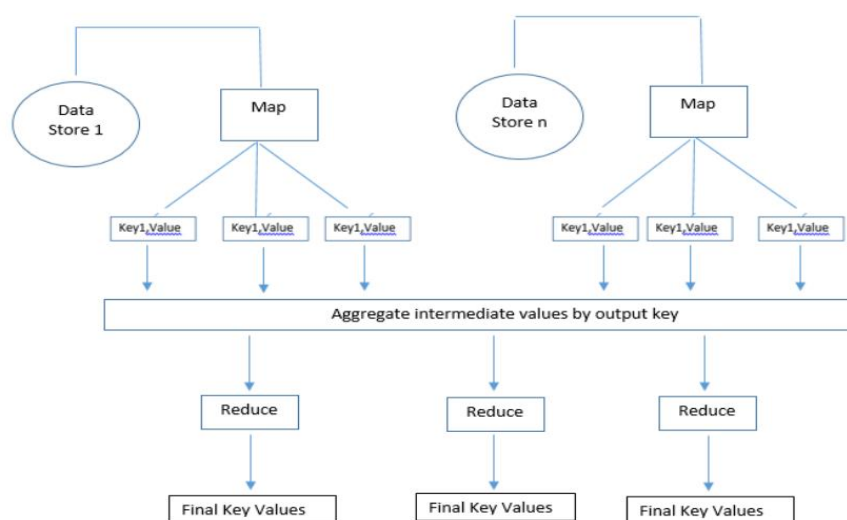 Data
Store 1
Map
Data
Store n
Map
Key1,Value
Key1,Value
Key1,Value
Key1,Value
Key1,Value
Key1,Value
Aggregate intermediate values by output key
Reduce
Reduce
Reduce
Final Key Values
Final Key Values
Final Key Values